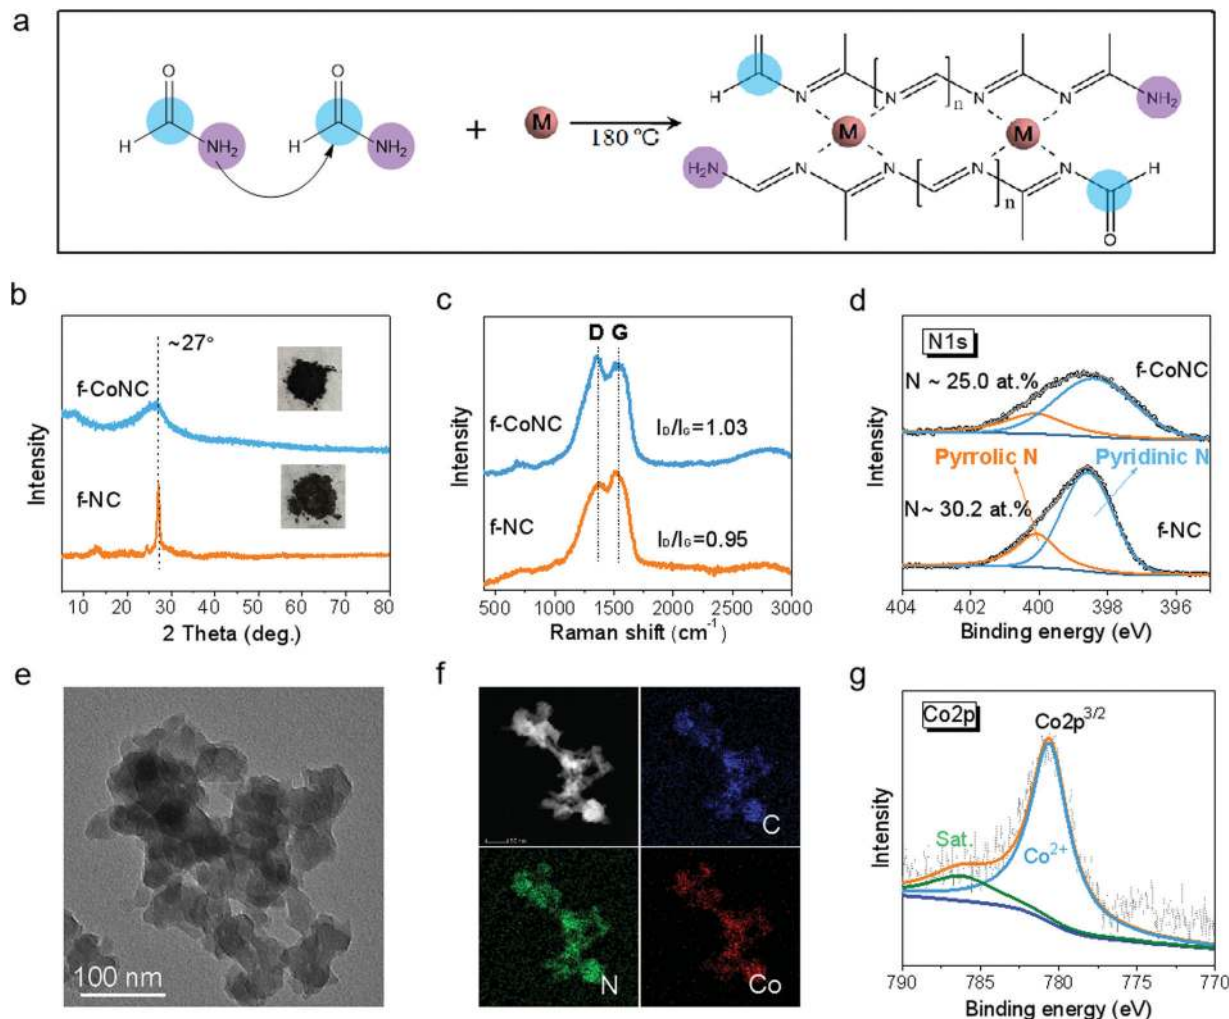 a
O
O
H
NH2
H
NH2
+
M
180 ℃
H
N
N
n
N
N
NH2
M
M
H2N
N
N
N
n
N
N
H
O
b
~27°
f-CoNC
f-NC
Intensity
10 20 30 40 50 60 70 80
2 Theta (deg.)
c
D G
f-CoNC
ID/IG=1.03
f-NC
ID/IG=0.95
Intensity
500 1000 1500 2000 2500 3000
Raman shift (cm-1)
d
N1s
N ~ 25.0 at.%
f-CoNC
Pyrrolic N
Pyridinic N
N~ 30.2 at.%
f-NC
Intensity
404 402 400 398 396
Binding energy (eV)
e
100 nm
f
C
N
Co
g
Co2p
Co2p3/2
Sat.
Co2+
Intensity
790 785 780 775 770
Binding energy (eV)